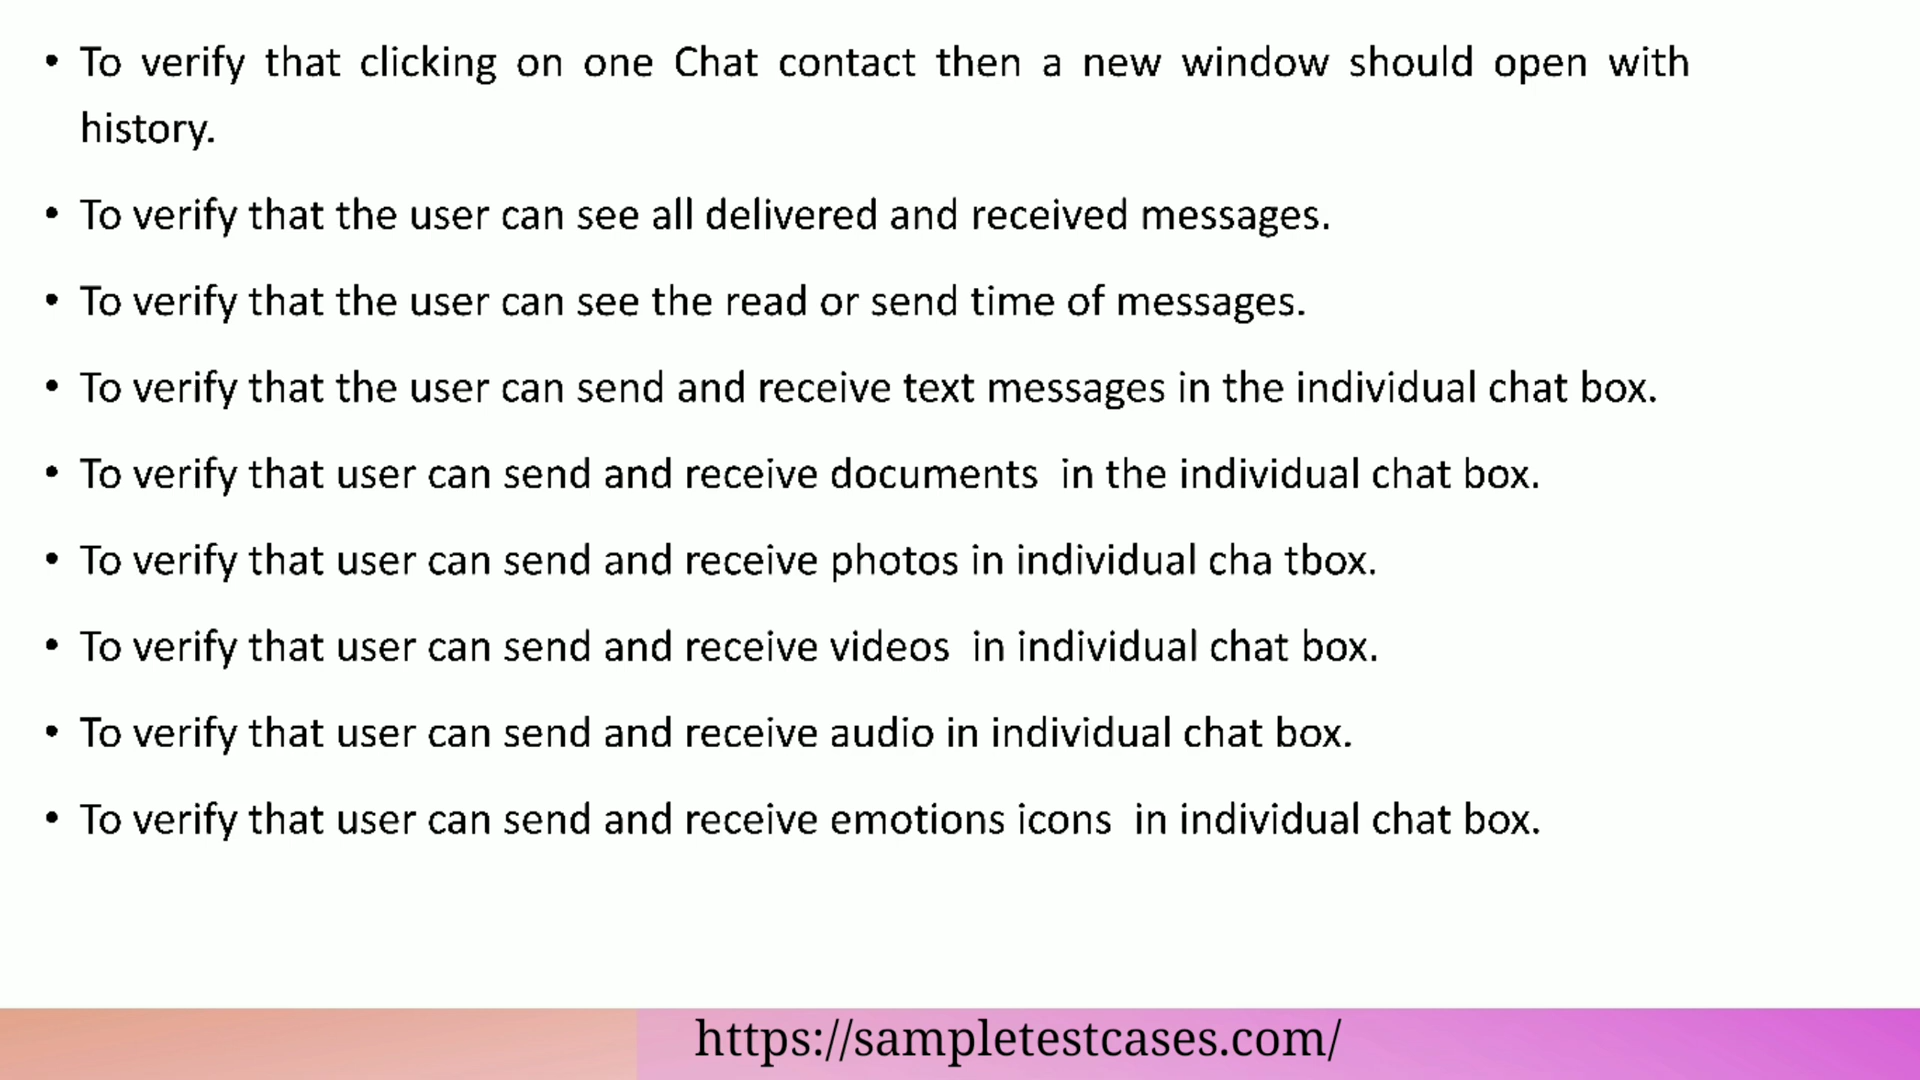 • To verify that clicking on one Chat contact then a new window should open with
history.
• To verify that the user can see all delivered and received messages.
• To verify that the user can see the read or send time of messages.
• To verify that the user can send and receive text messages in the individual chat box.
• To verify that user can send and receive documents  in the individual chat box.
• To verify that user can send and receive photos in individual cha tbox.
• To verify that user can send and receive videos  in individual chat box.
• To verify that user can send and receive audio in individual chat box.
• To verify that user can send and receive emotions icons  in individual chat box.
https://sampletestcases.com/